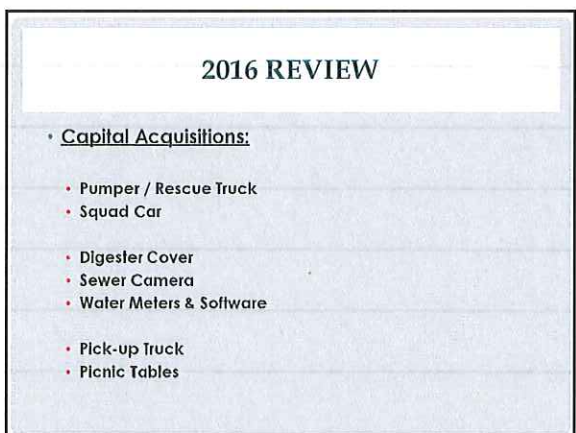 2016 REVIEW
• Capital Acquisitions:
• Pumper / Rescue Truck
• Squad Car
• Digester Cover
• Sewer Camera
• Water Meters & Software
• Pick-up Truck
• Picnic Tables